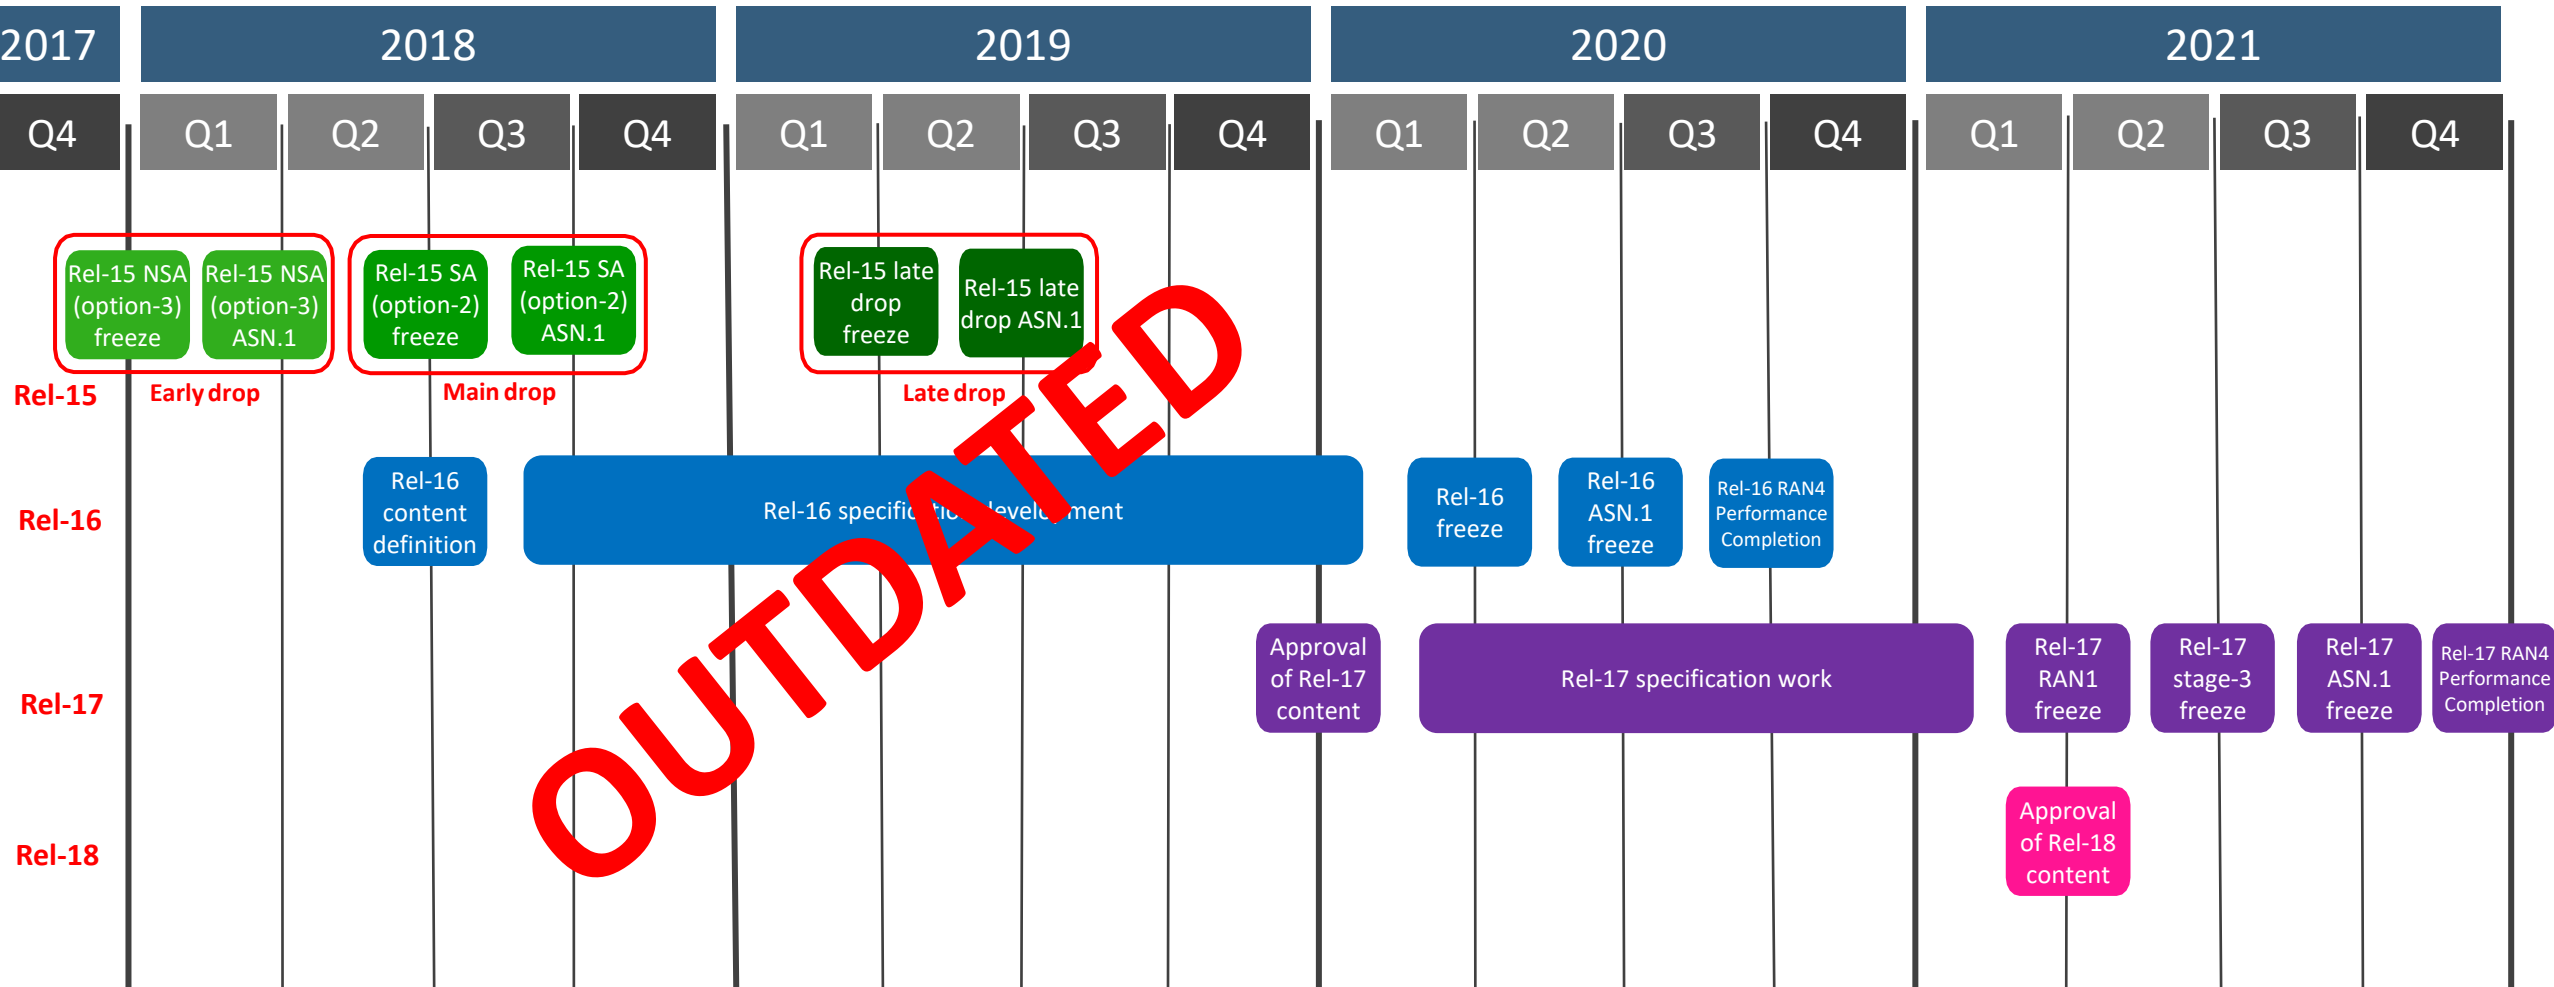 2017
2018
2019
2020
2021
Q4
Q1
Q2
Q3
Q4
Q1
Q2
Q3
Q4
Q1
Q2
Q3
Q4
Q1
Q2
Q3
Q4
Rel-15 NSA
(option-3)
freeze
Rel-15 NSA
(option-3)
ASN.1
Rel-15 SA
(option-2)
freeze
Rel-15 SA
(option-2)
ASN.1
Rel-15 late
drop
freeze
Rel-15 late
drop ASN.1
Rel-15
Early drop
Main drop
Late drop
Rel-16
Rel-16
content
definition
Rel-16 specification development
Rel-16
freeze
Rel-16
ASN.1
freeze
Rel-16 RAN4
Performance
Completion
Rel-17
Approval
of Rel-17
content
Rel-17 specification work
Rel-17
RAN1
freeze
Rel-17
stage-3
freeze
Rel-17
ASN.1
freeze
Rel-17 RAN4
Performance
Completion
Rel-18
Approval
of Rel-18
content
OUTDATED